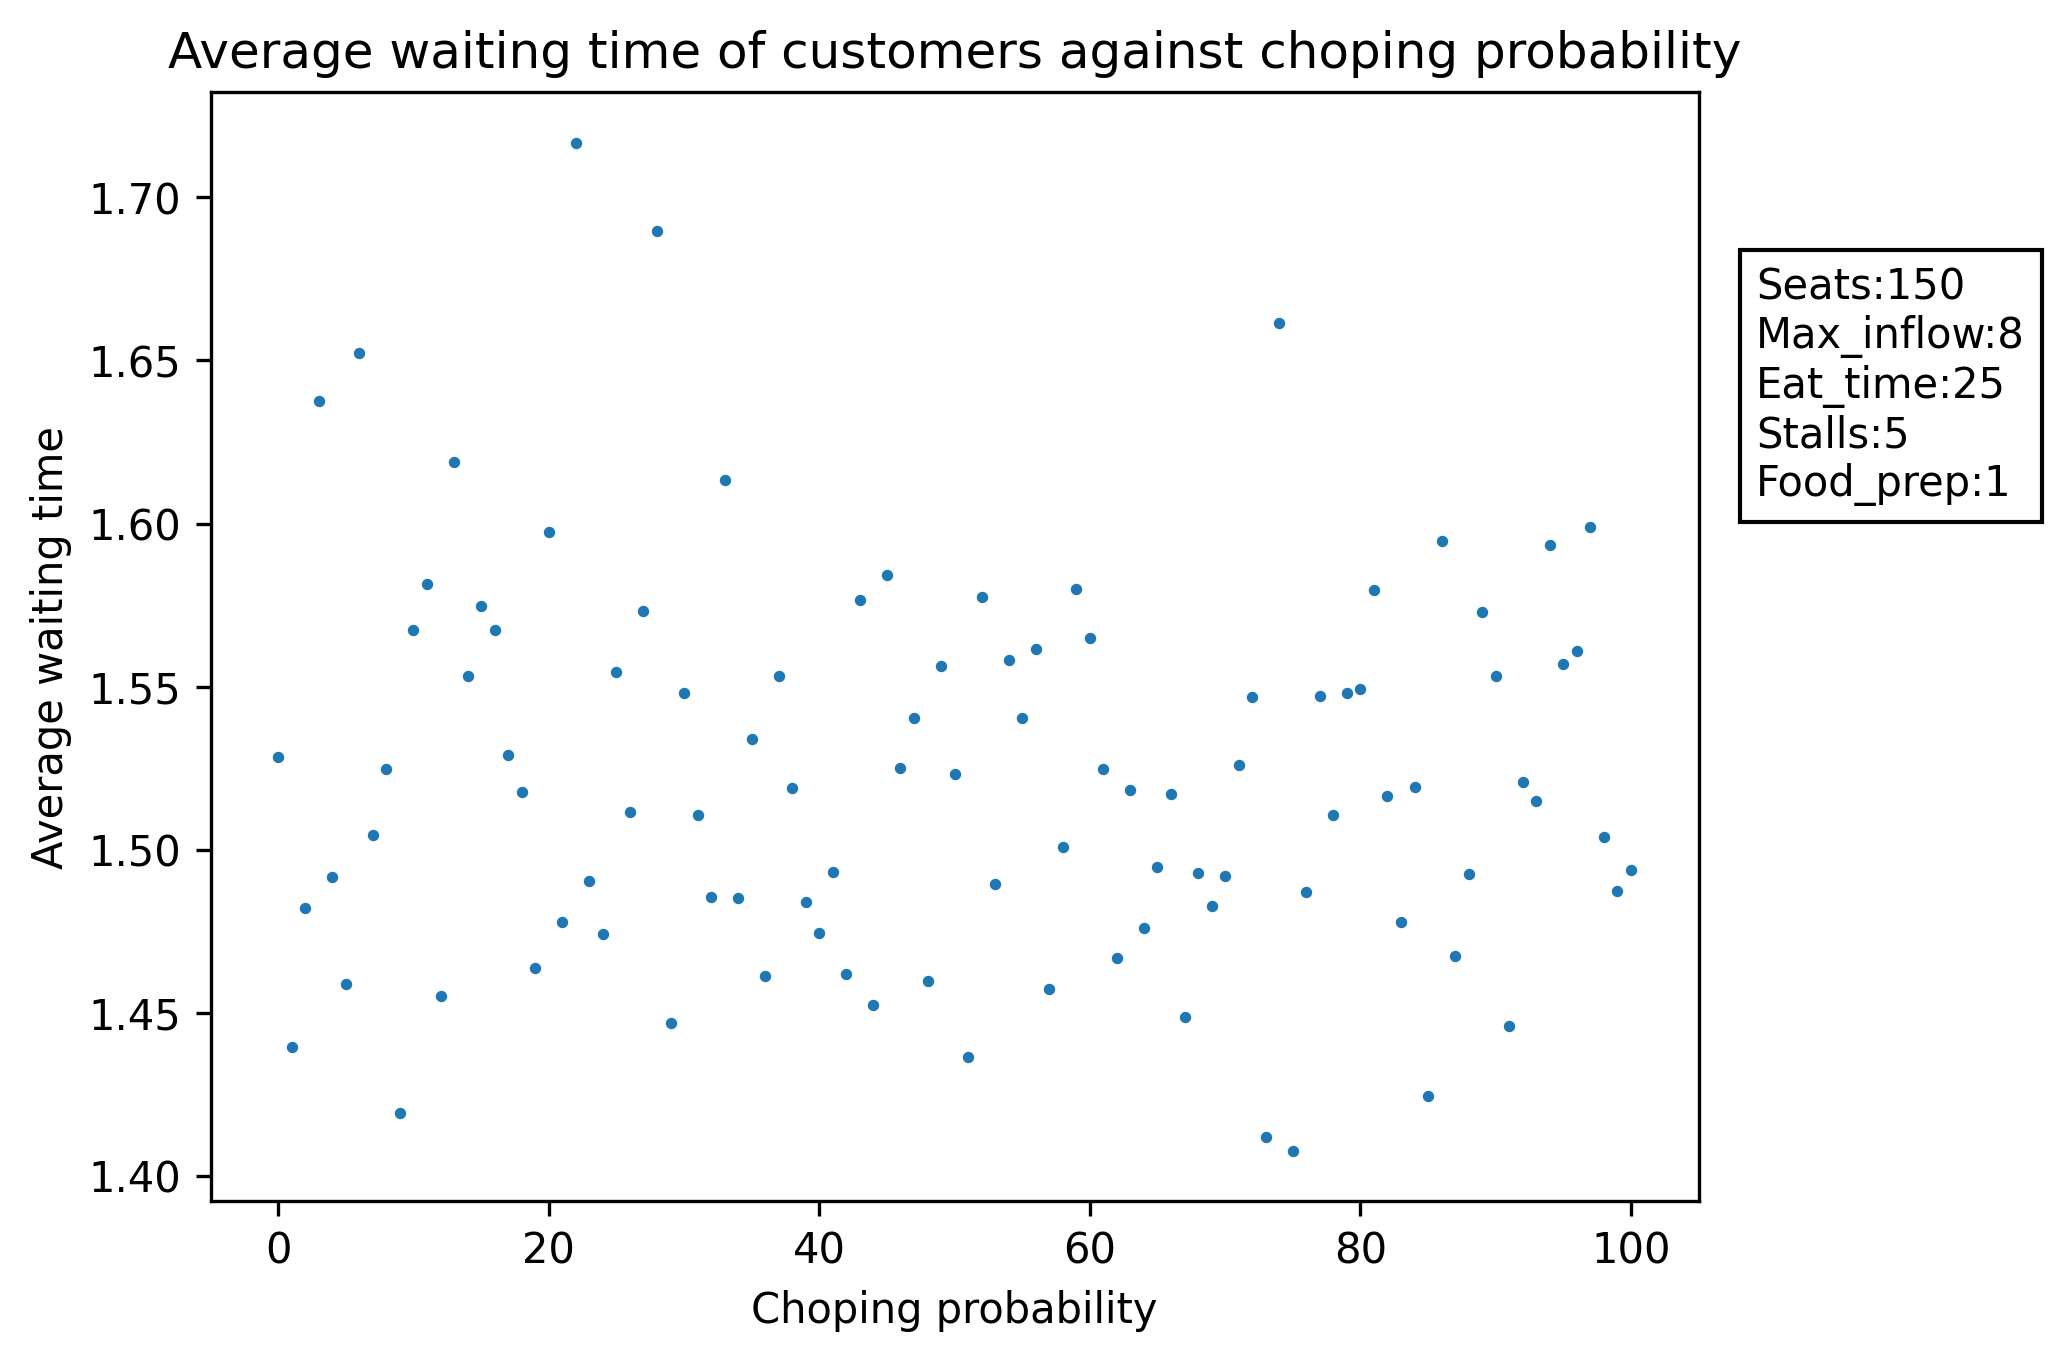 Average waiting time of customers against choping probability
Average waiting time
1.70
1.65
1.60
1.55
1.50
1.45
1.40
0 20 40 60 80 100
Choping probability
Seats:150
Max_inflow:8
Eat_time:25
Stalls:5
Food_prep:1